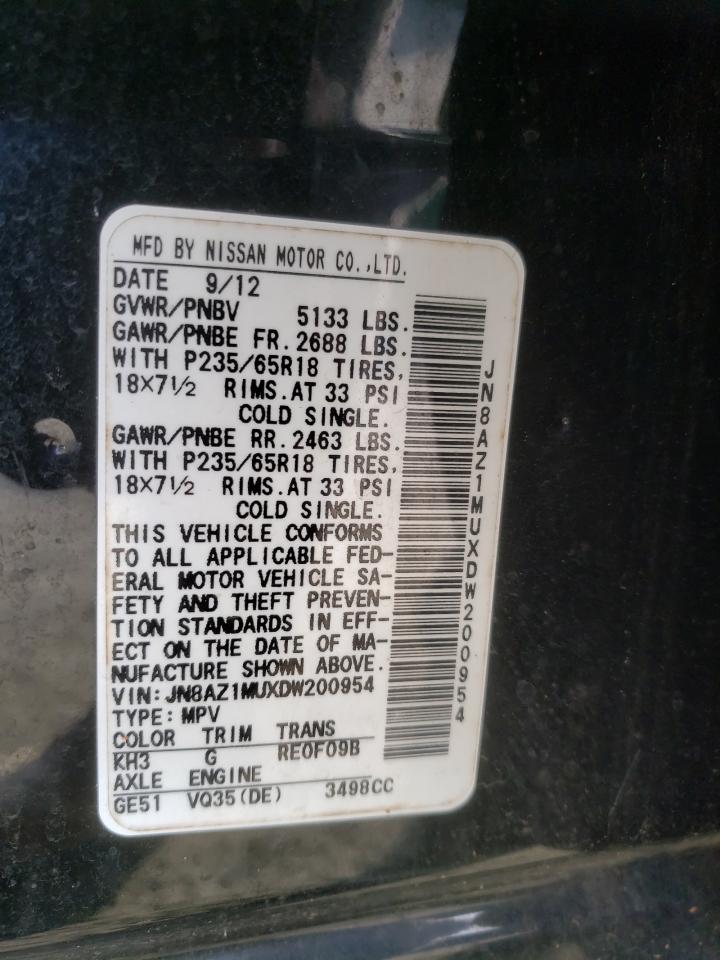 MFD BY NISSAN MOTOR CO.,LTD.
DATE 9/12
GVWR/PNBV 5133 LBS.
GAWR/PNBE FR. 2688 LBS.
WITH P235/65R18 TIRES,
18X7½ RIMS. AT 33 PSI
COLD SINGLE.
GAWR/PNBE RR. 2463 LBS.
WITH P235/65R18 TIRES,
18X7½ RIMS. AT 33 PSI
COLD SINGLE.
THIS VEHICLE CONFORMS
TO ALL APPLICABLE FED-
ERAL MOTOR VEHICLE SA-
FETY AND THEFT PREVEN-
TION STANDARDS IN EFF-
ECT ON THE DATE OF MA-
NUFACTURE SHOWN ABOVE.
VIN: JN8AZ1MUXDW200954
TYPE: MPV
COLOR TRIM TRANS
KH3 G RE0F09B
AXLE ENGINE
GE51 VQ35(DE) 3498CC
JN8AZ1MUXDW200954